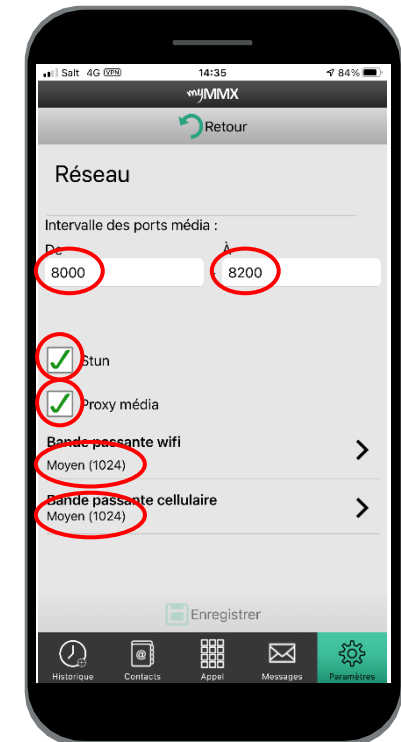 Salt 4G VPN 14:35 84%
myMMX
Retour
Réseau
Intervalle des ports média :
De À
8000 - 8200
Stun
Proxy média
Bande passante wifi
Moyen (1024)
Bande passante cellulaire
Moyen (1024)
Enregistrer
Historique Contacts Appel Messages Paramètres